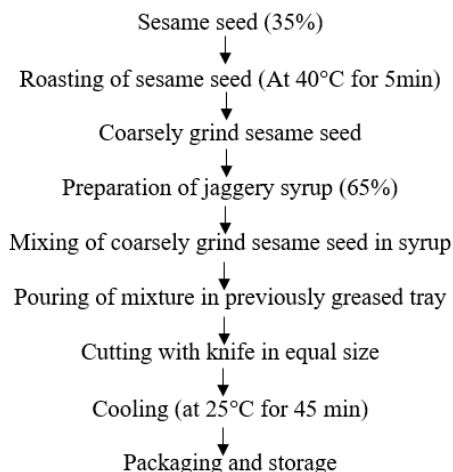 Sesame seed (35%)
Roasting of sesame seed (At 40°C for 5min)
Coarsely grind sesame seed
Preparation of jaggery syrup (65%)
Mixing of coarsely grind sesame seed in syrup
Pouring of mixture in previously greased tray
Cutting with knife in equal size
Cooling (at 25°C for 45 min)
Packaging and storage